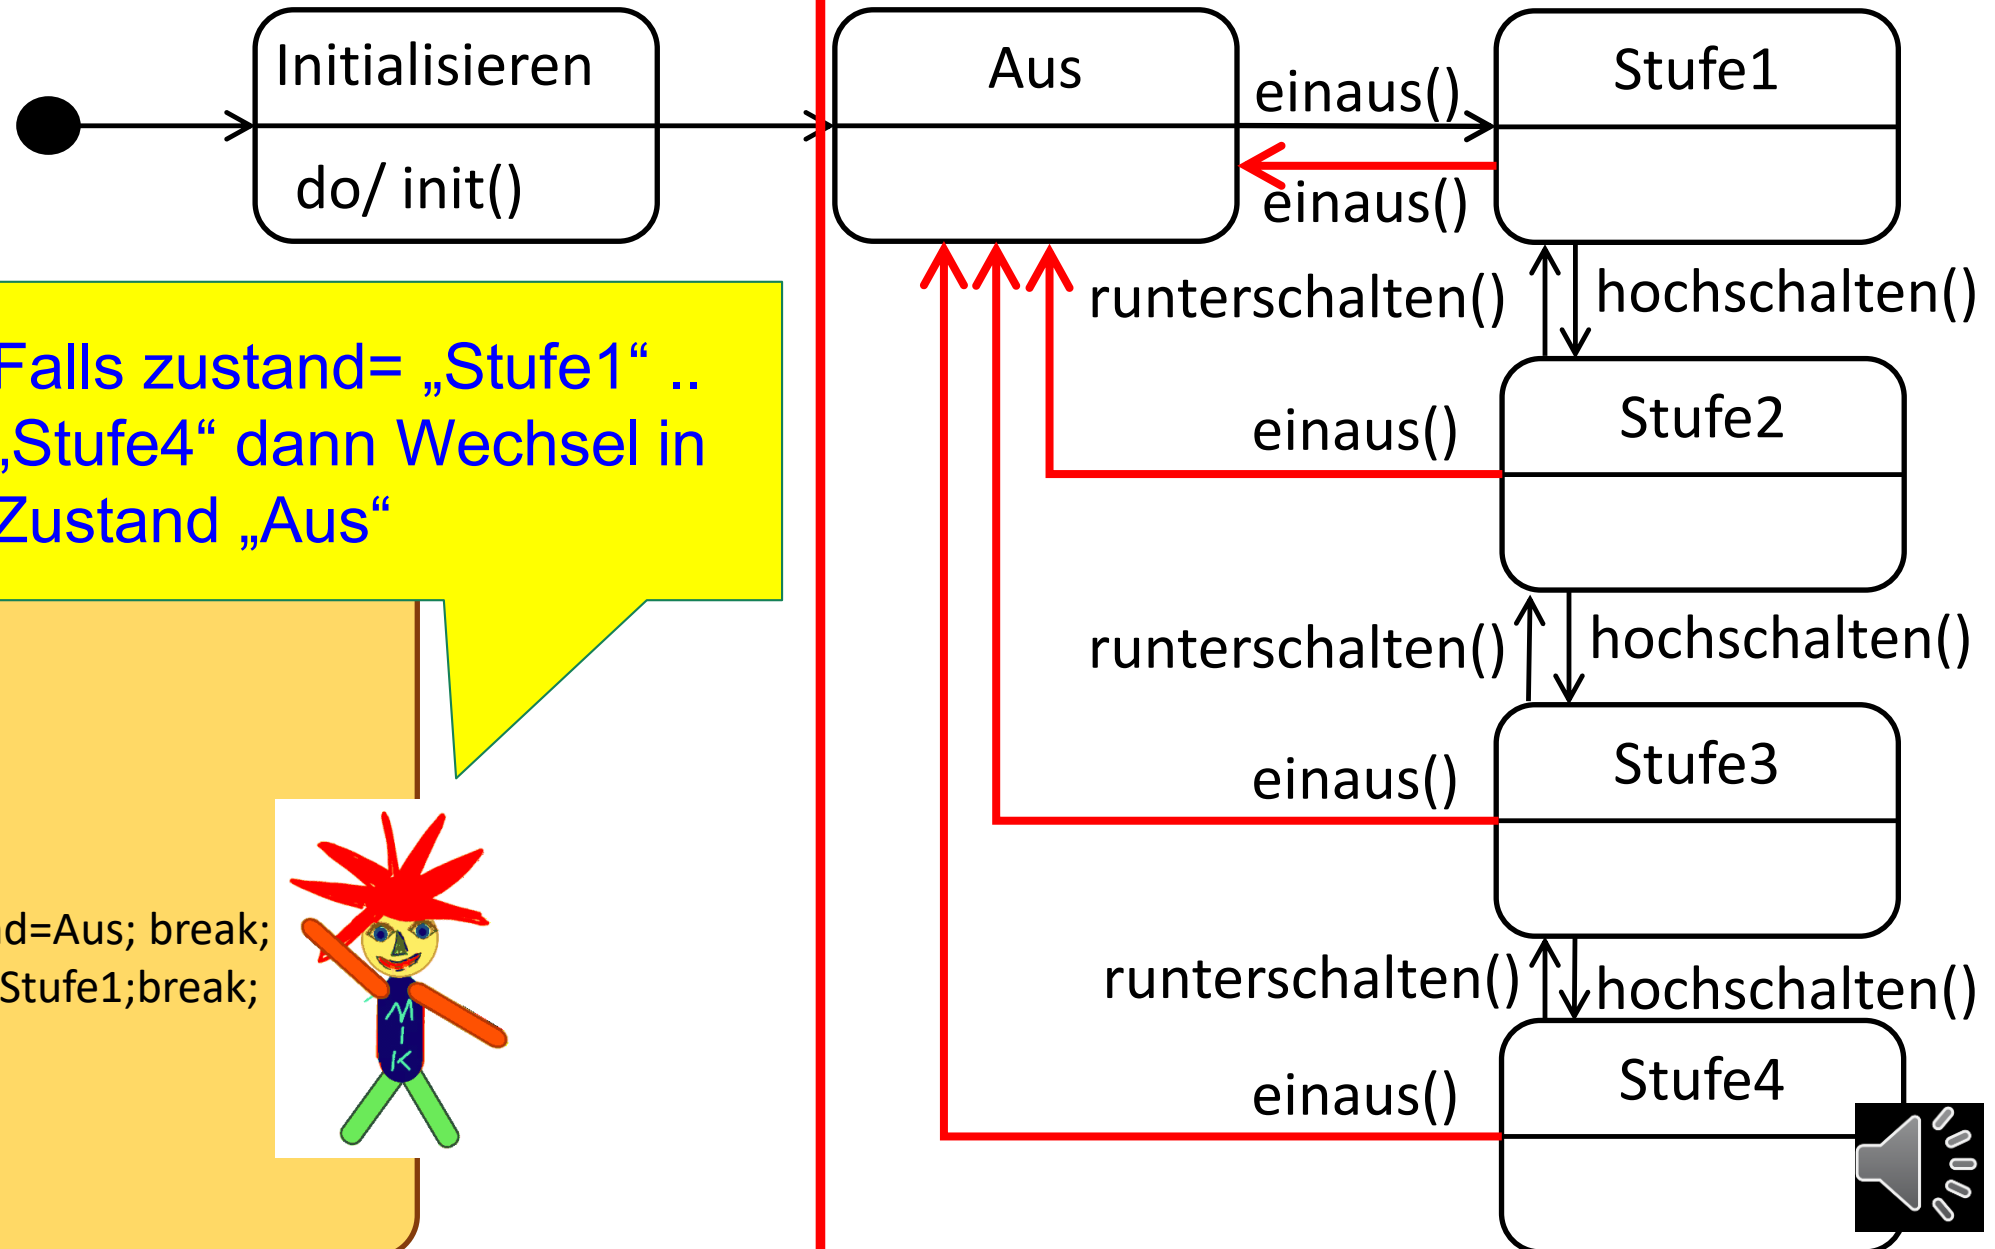 Initialisieren
do/ init()
Aus
einaus()
einaus()
Stufe1
runterschalten()
hochschalten()
Falls zustand= „Stufe1“ ..
„Stufe4“ dann Wechsel in
Zustand „Aus“
einaus()
Stufe2
runterschalten()
hochschalten()
einaus()
Stufe3
d=Aus; break;
Stufe1;break;
MIK
runterschalten()
hochschalten()
einaus()
Stufe4